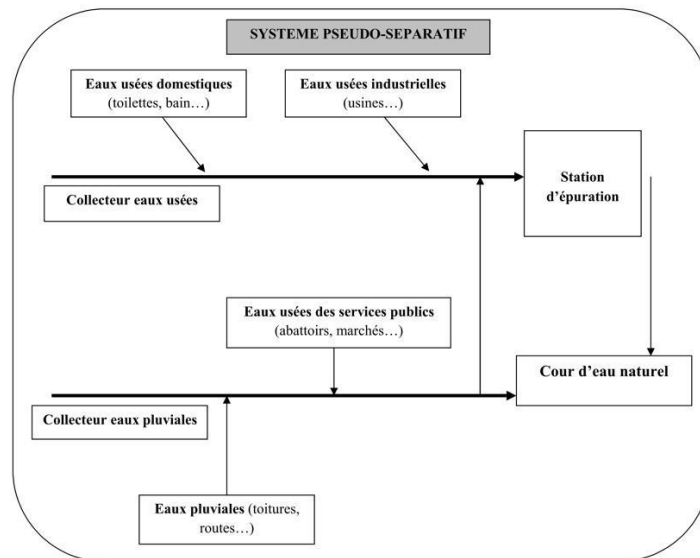 SYSTEME PSEUDO-SEPARATIF
Eaux usées domestiques
(toilettes, bain…)
Eaux usées industrielles
(usines…)
Station
d'épuration
Collecteur eaux usées
Eaux usées des services publics
(abattoirs, marchés…)
Cour d'eau naturel
Collecteur eaux pluviales
Eaux pluviales (toitures,
routes…)